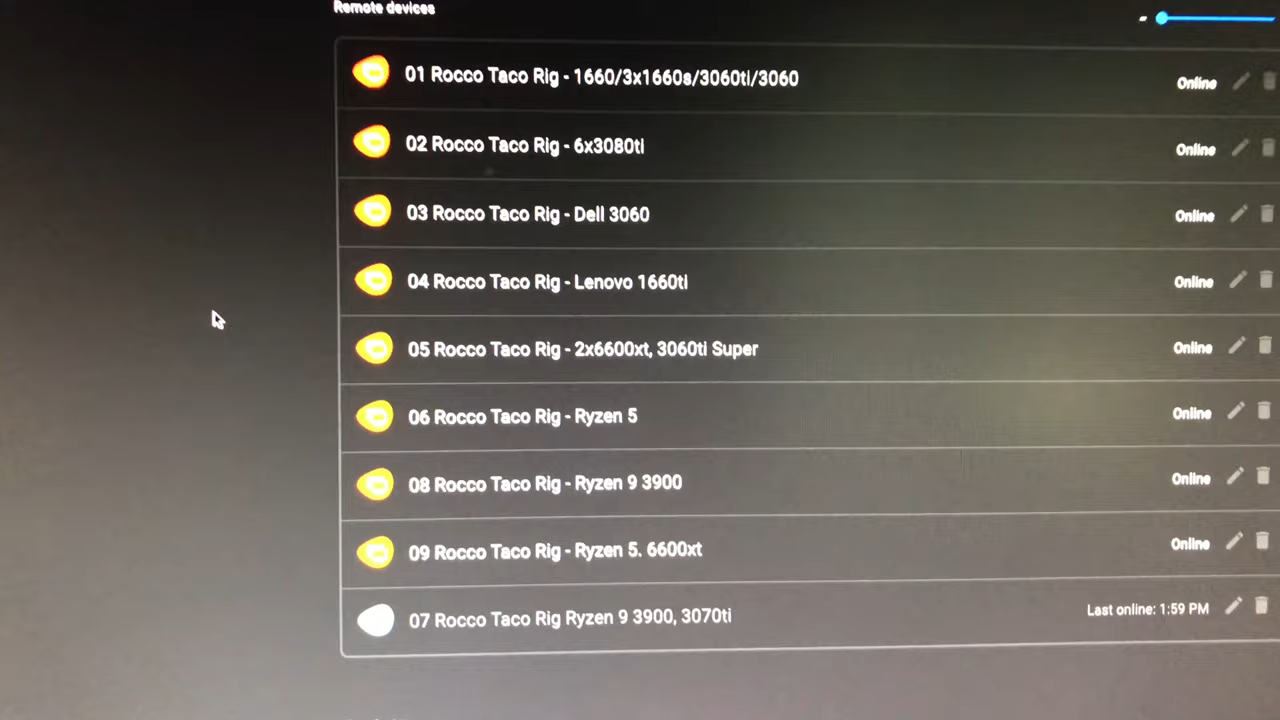 Remote devices
01 Rocco Taco Rig - 1660/3x1660s/3060ti/3060
Online
02 Rocco Taco Rig - 6x3080ti
Online
03 Rocco Taco Rig - Dell 3060
Online
04 Rocco Taco Rig - Lenovo 1660ti
Online
05 Rocco Taco Rig - 2x6600xt, 3060ti Super
Online
06 Rocco Taco Rig - Ryzen 5
Online
08 Rocco Taco Rig - Ryzen 9 3900
Online
09 Rocco Taco Rig - Ryzen 5. 6600xt
Online
07 Rocco Taco Rig Ryzen 9 3900, 3070ti
Last online: 1:59 PM